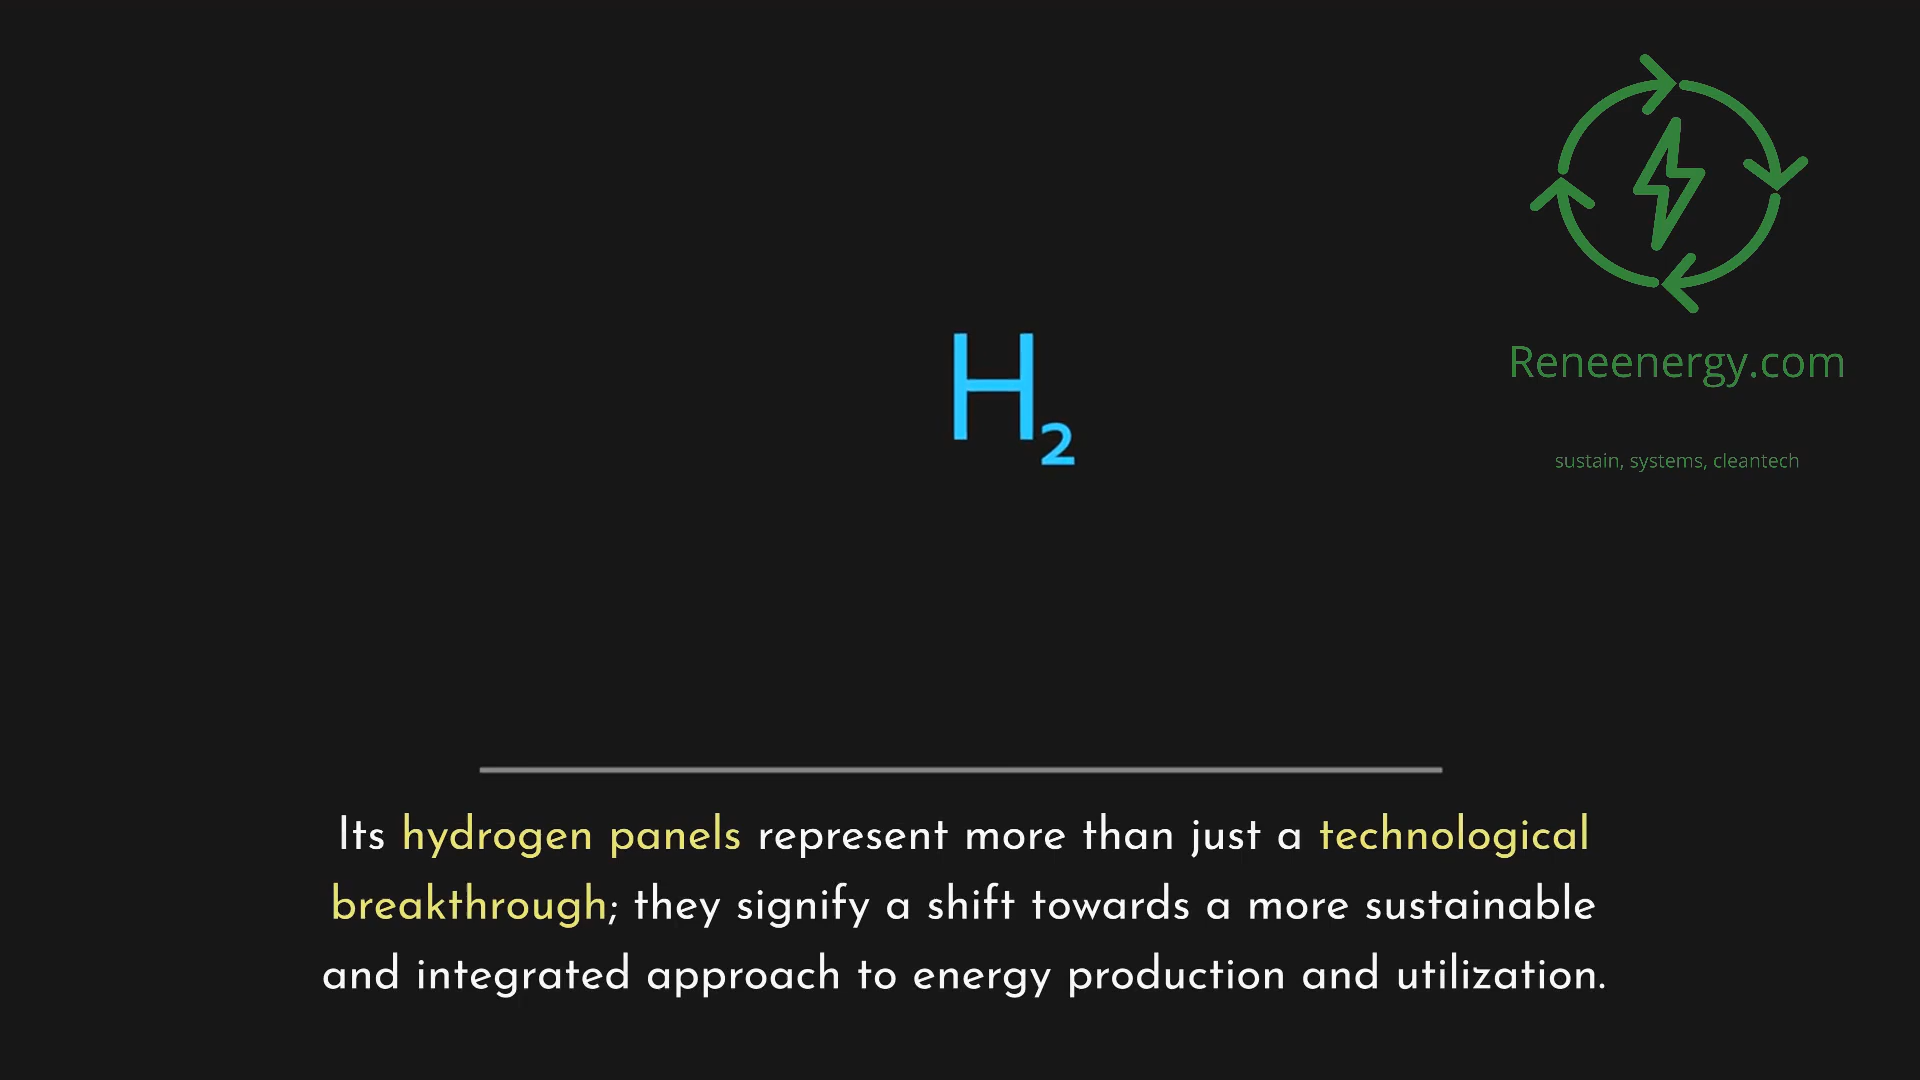 H₂
Reneenergy.com
sustain, systems, cleantech
Its hydrogen panels represent more than just a technological
breakthrough; they signify a shift towards a more sustainable
and integrated approach to energy production and utilization.